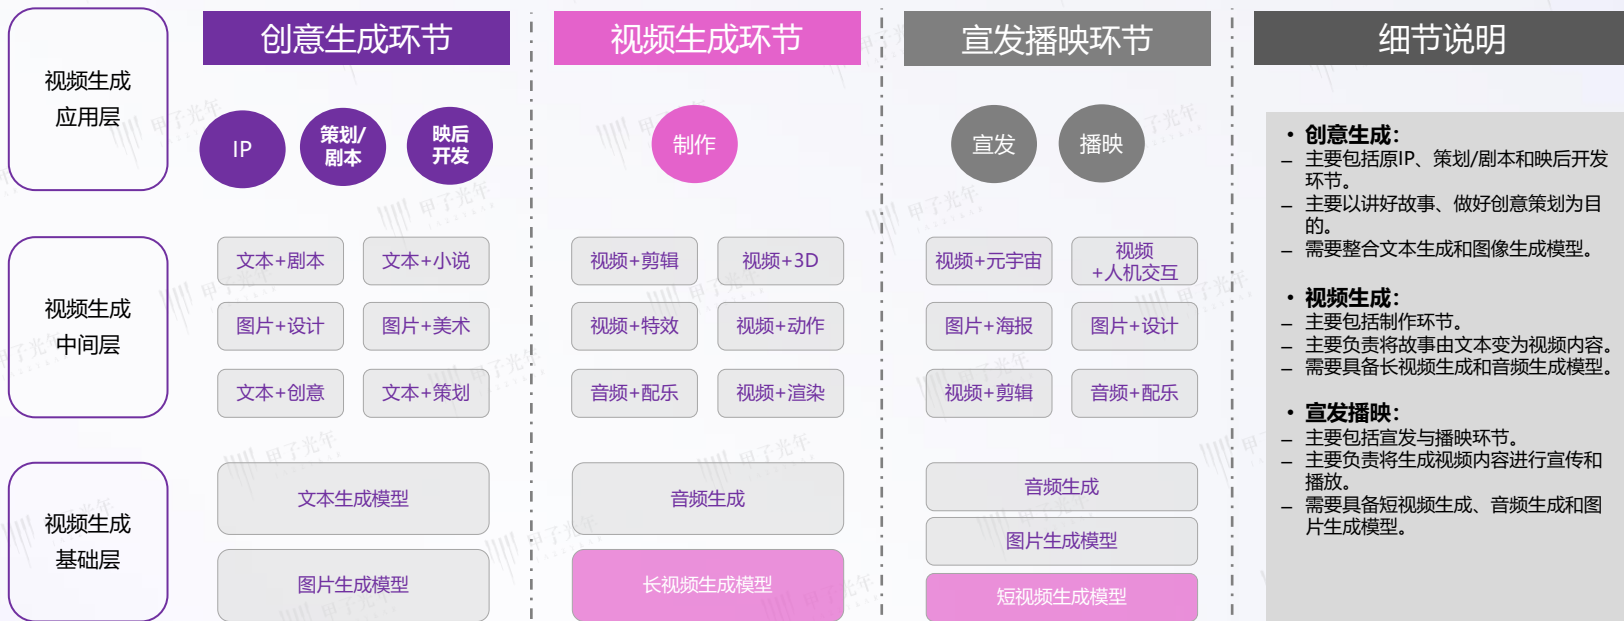 创意生成环节
视频生成环节
宣发播映环节
细节说明
视频生成
应用层
IP
策划/
剧本
映后
开发
制作
宣发
播映
视频生成
中间层
文本+剧本
文本+小说
图片+设计
图片+美术
文本+创意
文本+策划
视频+剪辑
视频+3D
视频+特效
视频+动作
音频+配乐
视频+渲染
视频+元宇宙
视频
+人机交互
图片+海报
图片+设计
视频+剪辑
音频+配乐
视频生成
基础层
文本生成模型
图片生成模型
音频生成
长视频生成模型
音频生成
图片生成模型
短视频生成模型
• 创意生成：
– 主要包括原IP、策划/剧本和映后开发
环节。
– 主要以讲好故事、做好创意策划为目
的。
– 需要整合文本生成和图像生成模型。
• 视频生成：
– 主要包括制作环节。
– 主要负责将故事由文本变为视频内容。
– 需要具备长视频生成和音频生成模型。
• 宣发播映：
– 主要包括宣发与播映环节。
– 主要负责将生成视频内容进行宣传和
播放。
– 需要具备短视频生成、音频生成和图
片生成模型。
甲子光年